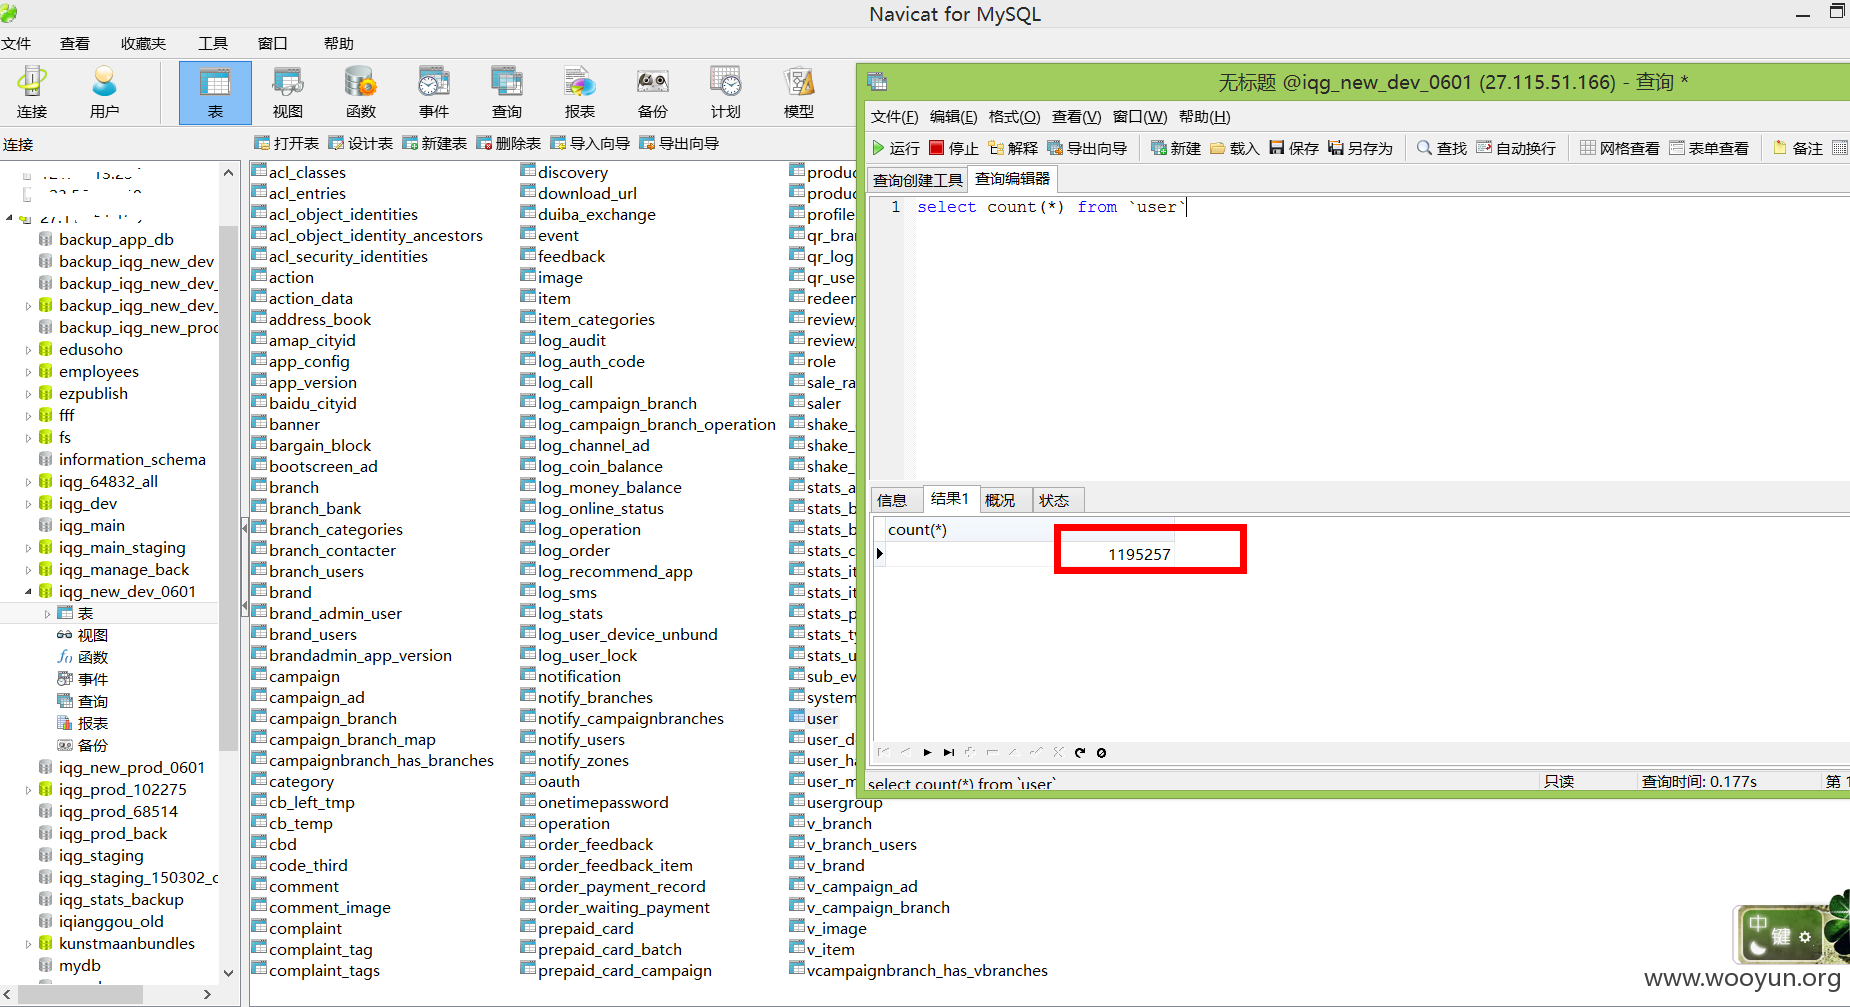 Navicat for MySQL
文件 查看 收藏夹 工具 窗口 帮助
连接 用户 表 视图 函数 事件 查询 报表 备份 计划 模型
连接
打开表 设计表 新建表 删除表 导入向导 导出向导
backup_app_db
backup_iqg_new_dev
backup_iqg_new_dev_
backup_iqg_new_dev_
backup_iqg_new_prod
edusoho
employees
ezpublish
fff
fs
information_schema
iqg_64832_all
iqg_dev
iqg_main
iqg_main_staging
iqg_manage_back
iqg_new_dev_0601
表
视图
函数
事件
查询
报表
备份
iqg_new_prod_0601
iqg_prod_102275
iqg_prod_68514
iqg_prod_back
iqg_staging
iqg_staging_150302_c
iqg_stats_backup
iqianggou_old
kunstmaanbundles
mydb
acl_classes
acl_entries
acl_object_identities
acl_object_identity_ancestors
acl_security_identities
action
action_data
address_book
amap_cityid
app_config
app_version
baidu_cityid
banner
bargain_block
bootscreen_ad
branch
branch_bank
branch_categories
branch_contacter
branch_users
brand
brand_admin_user
brand_users
brandadmin_app_version
campaign
campaign_ad
campaign_branch
campaign_branch_map
campaignbranch_has_branches
category
cb_left_tmp
cb_temp
cbd
code_third
comment
comment_image
complaint
complaint_tag
complaint_tags
discovery
download_url
duiba_exchange
event
feedback
image
item
item_categories
log_audit
log_auth_code
log_call
log_campaign_branch
log_campaign_branch_operation
log_channel_ad
log_coin_balance
log_money_balance
log_online_status
log_operation
log_order
log_recommend_app
log_sms
log_stats
log_user_device_unbund
log_user_lock
notification
notify_branches
notify_campaignbranches
notify_users
notify_zones
oauth
onetimepassword
operation
order_feedback
order_feedback_item
order_payment_record
order_waiting_payment
prepaid_card
prepaid_card_batch
prepaid_card_campaign
produc
produc
profile
qr_bran
qr_log
qr_use
redeem
review_
review_
role
sale_ra
saler
shake_
shake_
shake_
stats_a
stats_b
stats_b
stats_c
stats_it
stats_it
stats_p
stats_ty
stats_u
sub_ev
system
user
user_d
user_ha
user_m
usergroup
v_branch
v_branch_users
v_brand
v_campaign_ad
v_campaign_branch
v_image
v_item
vcampaignbranch_has_vbranches
无标题 @iqg_new_dev_0601 (27.115.51.166) - 查询 *
文件(F) 编辑(E) 格式(O) 查看(V) 窗口(W) 帮助(H)
运行 停止 解释 导出向导 新建 载入 保存 另存为 查找 自动换行 网格查看 表单查看 备注
查询创建工具 查询编辑器
1 select count(*) from `user`
信息 结果1 概况 状态
count(*)
1195257
select count(*) from `user` 只读 查询时间: 0.177s 第 1
中
键
www.wooyun.org